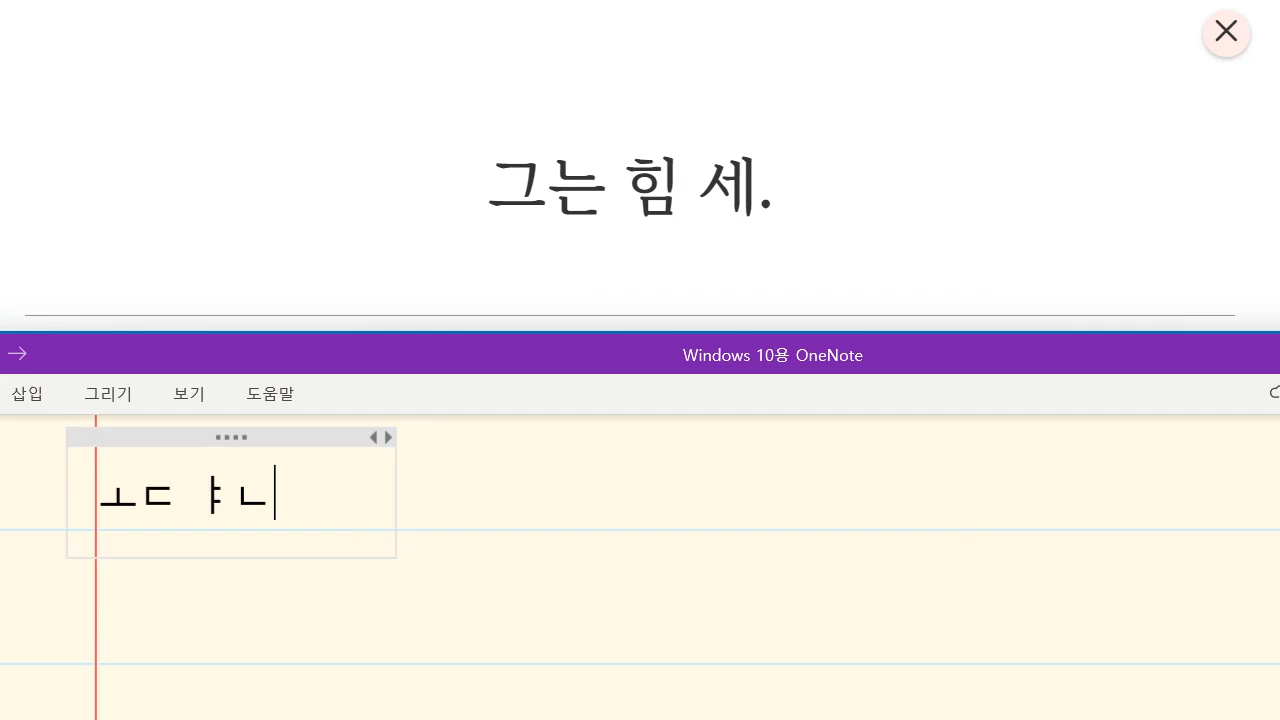 그는 힘 세.
Windows 10용 OneNote
삽입 그리기 보기 도움말
ㅗㄷ ㅑㄴ